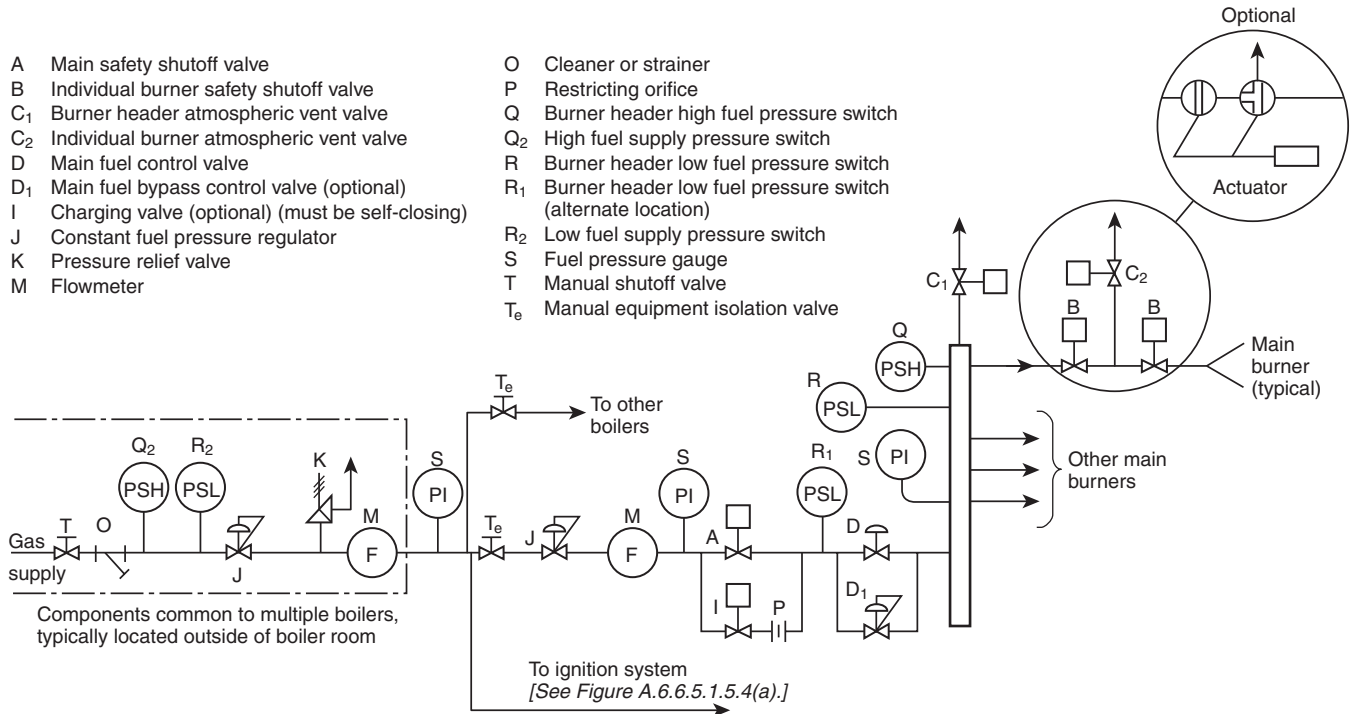 A Main safety shutoff valve
B Individual burner safety shutoff valve
C₁ Burner header atmospheric vent valve
C₂ Individual burner atmospheric vent valve
D Main fuel control valve
D₁ Main fuel bypass control valve (optional)
I Charging valve (optional) (must be self-closing)
J Constant fuel pressure regulator
K Pressure relief valve
M Flowmeter
O Cleaner or strainer
P Restricting orifice
Q Burner header high fuel pressure switch
Q₂ High fuel supply pressure switch
R Burner header low fuel pressure switch
R₁ Burner header low fuel pressure switch
(alternate location)
R₂ Low fuel supply pressure switch
S Fuel pressure gauge
T Manual shutoff valve
Tₑ Manual equipment isolation valve
Optional
Actuator
C₁
C₂
B
B
Main
burner
(typical)
Q
PSH
R
PSL
S
PI
Other main
burners
Tₑ
To other
boilers
Q₂
PSH
R₂
PSL
K
S
PI
S
PI
R₁
PSL
Gas
supply
T
O
J
M
F
Tₑ
J
M
F
A
D
I
P
D₁
Components common to multiple boilers,
typically located outside of boiler room
To ignition system
[See Figure A.6.6.5.1.5.4(a).]